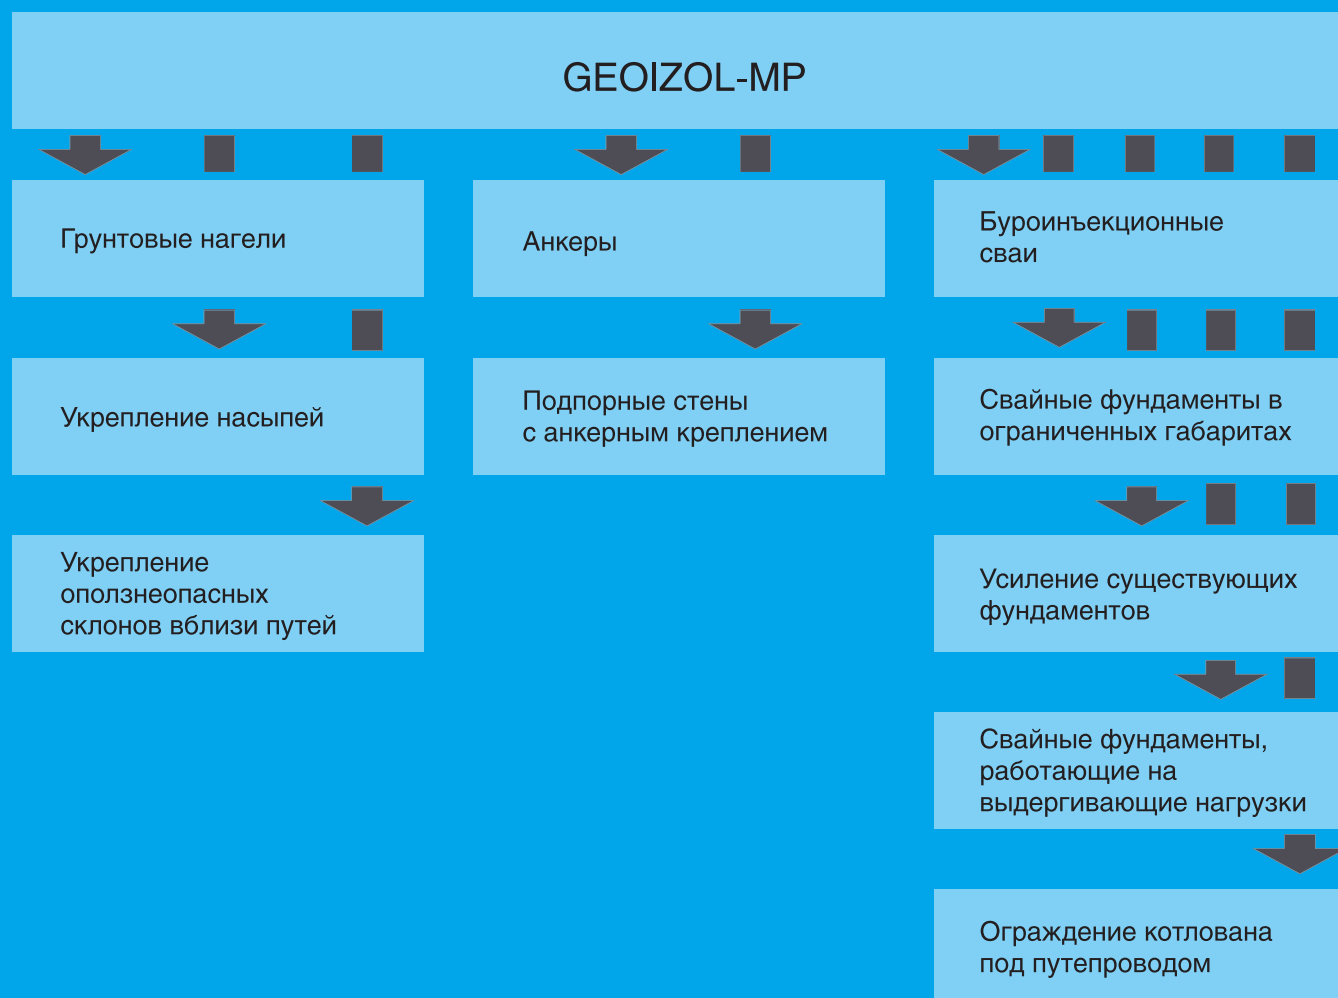 GEOIZOL-MP
Грунтовые нагели
Укрепление насыпей
Укрепление
оползнеопасных
склонов вблизи путей
Анкеры
Подпорные стены
с анкерным креплением
Буроинъекционные
сваи
Свайные фундаменты в
ограниченных габаритах
Усиление существующих
фундаментов
Свайные фундаменты,
работающие на
выдергивающие нагрузки
Ограждение котлована
под путепроводом